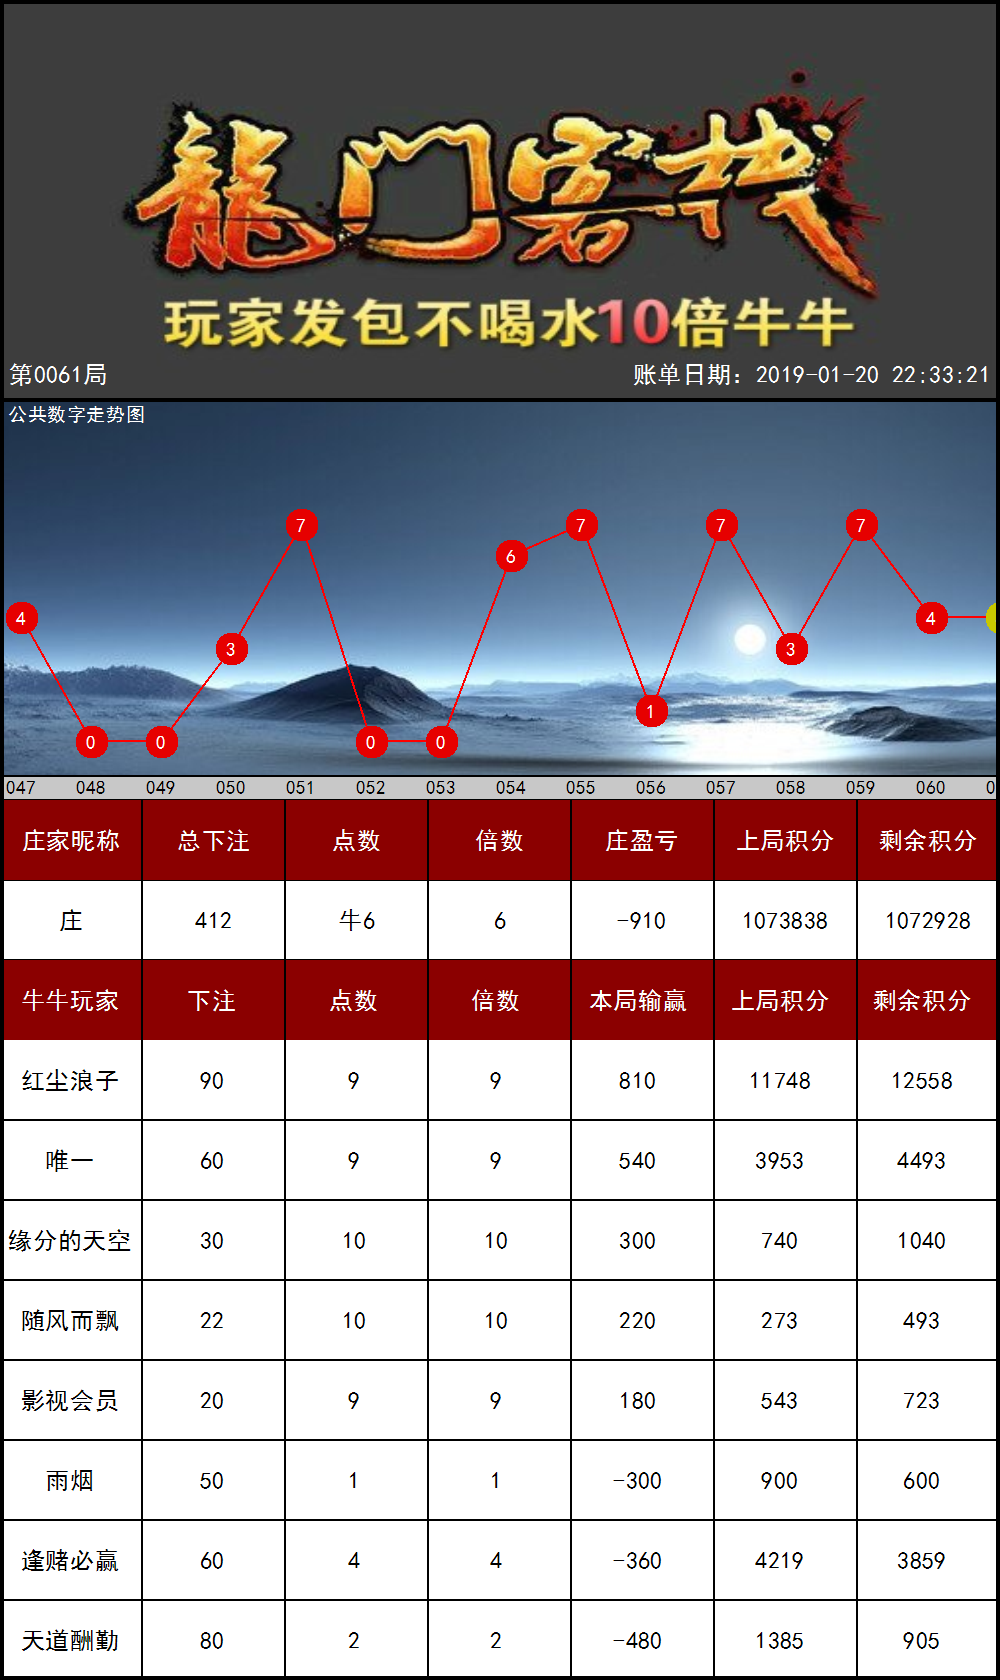 龍门客栈
玩家发包不喝水10倍牛牛
第0061局 账单日期：2019-01-20 22:33:21
公共数字走势图
4 0 0 3 7 0 0 6 7 1 7 3 7 4
047 048 049 050 051 052 053 054 055 056 057 058 059 060 0
庄家昵称 总下注 点数 倍数 庄盈亏 上局积分 剩余积分
庄 412 牛6 6 -910 1073838 1072928
牛牛玩家 下注 点数 倍数 本局输赢 上局积分 剩余积分
红尘浪子 90 9 9 810 11748 12558
唯一 60 9 9 540 3953 4493
缘分的天空 30 10 10 300 740 1040
随风而飘 22 10 10 220 273 493
影视会员 20 9 9 180 543 723
雨烟 50 1 1 -300 900 600
逢赌必赢 60 4 4 -360 4219 3859
天道酬勤 80 2 2 -480 1385 905